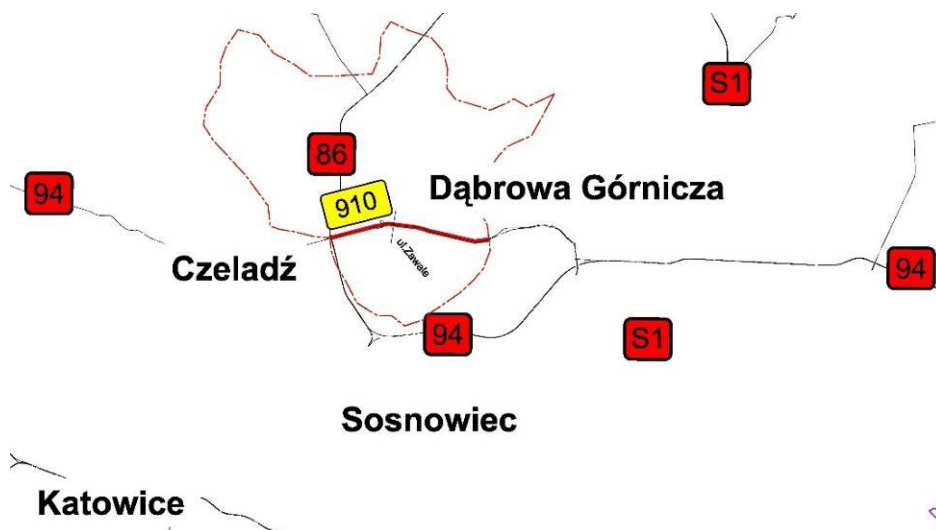 S1
86
94
910
Dąbrowa Górnicza
ul.Zawale
Czeladź
94
94
S1
Sosnowiec
Katowice